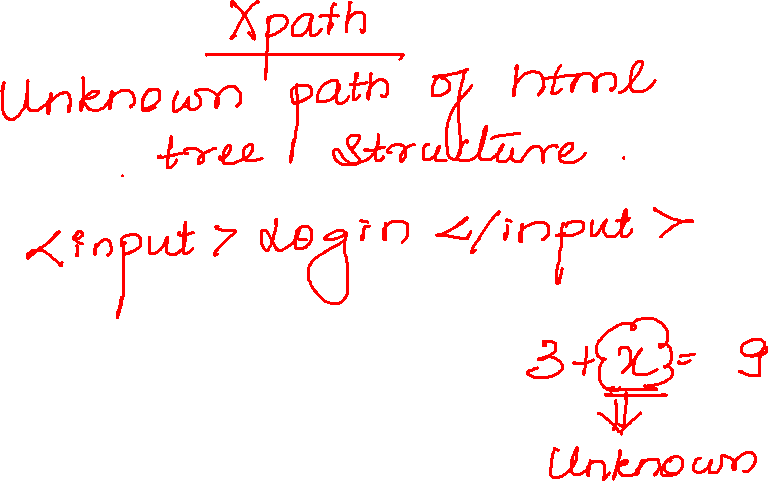 Xpath
Unknown path of html
tree structure.
<input> Login </input>
3+x= 9
Unknown